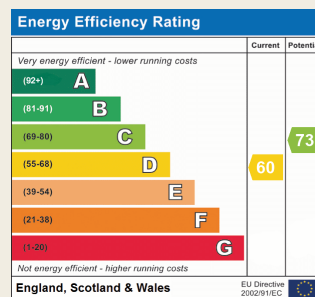 Energy Efficiency Rating
Current Potenti
Very energy efficient - lower running costs
(92+) A
(81-91) B
(69-80) C 73
(55-68) D 60
(39-54) E
(21-38) F
(1-20) G
Not energy efficient - higher running costs
England, Scotland & Wales
EU Directive
2002/91/EC